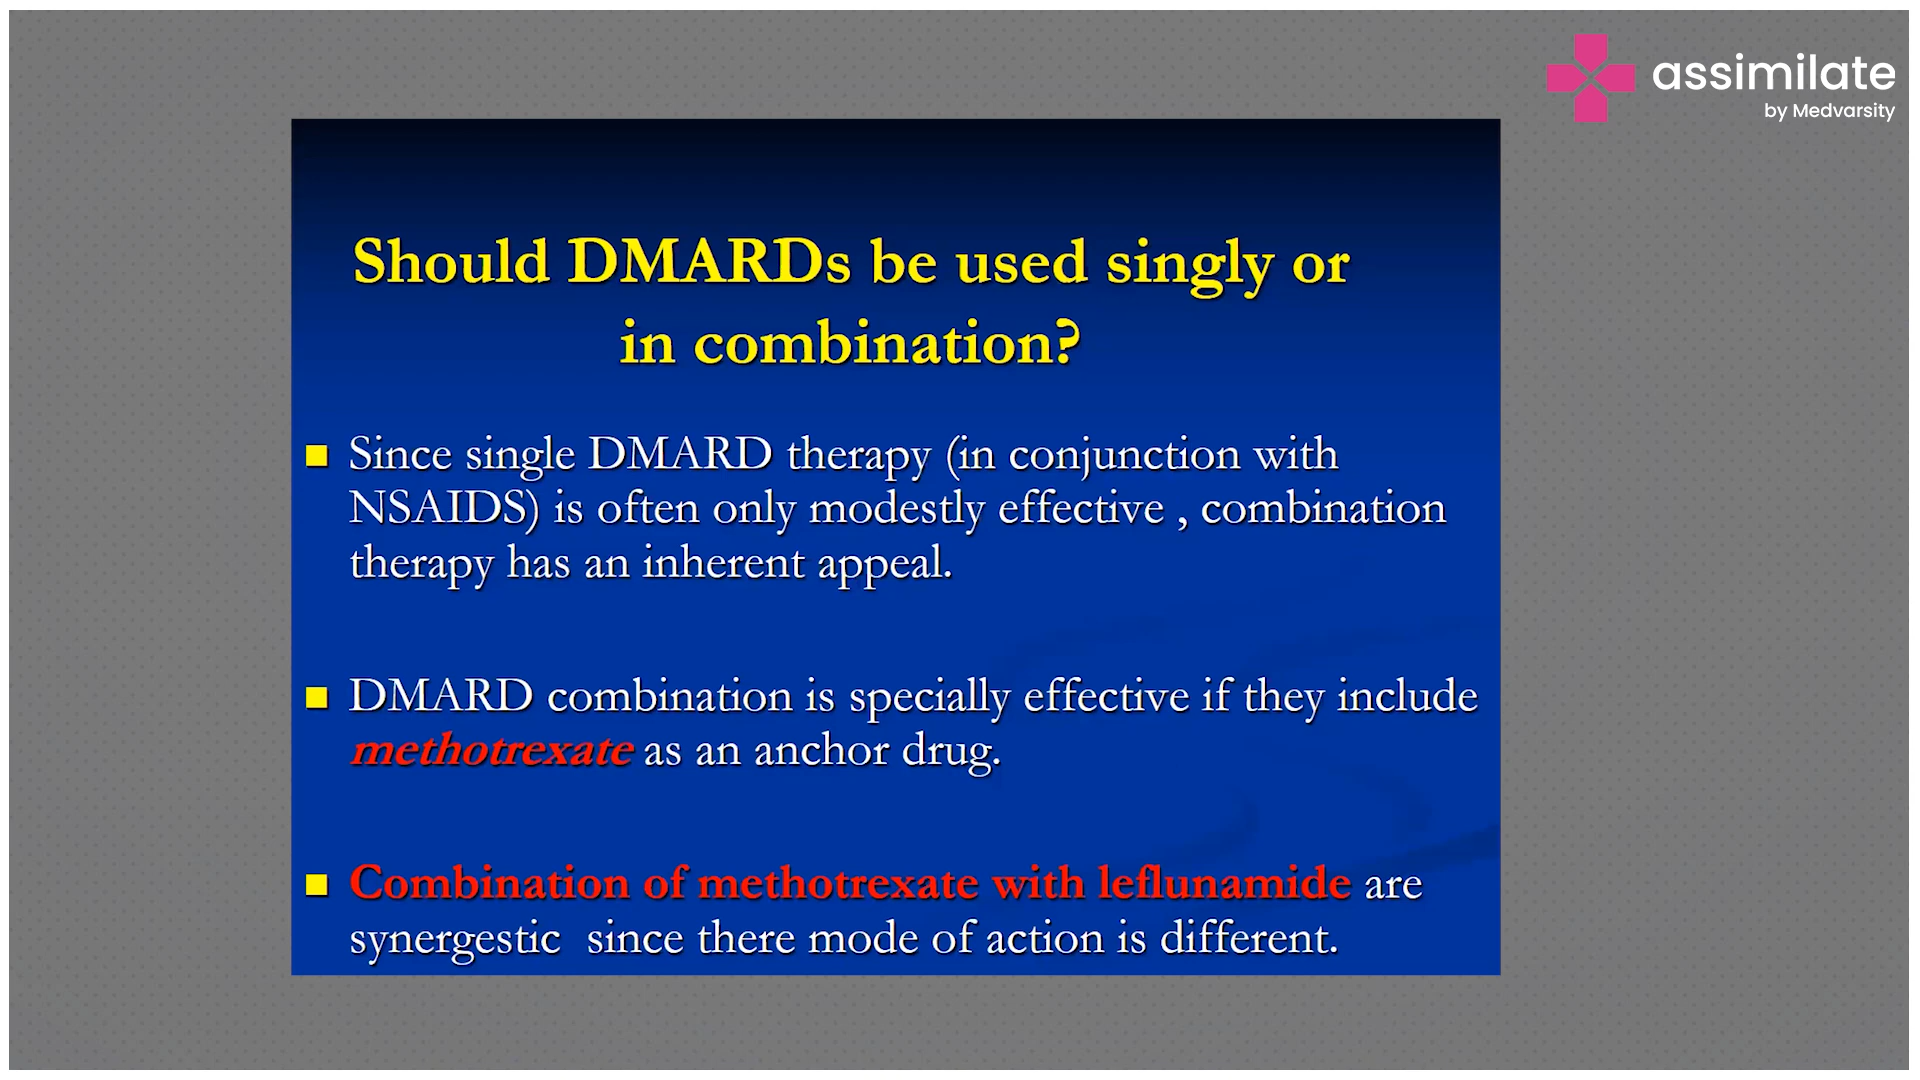 assimilate
by Medvarsity
Should DMARDs be used singly or
in combination?
Since single DMARD therapy (in conjunction with
NSAIDS) is often only modestly effective , combination
therapy has an inherent appeal.
DMARD combination is specially effective if they include
methotrexate as an anchor drug.
Combination of methotrexate with leflunamide are
synergestic since there mode of action is different.